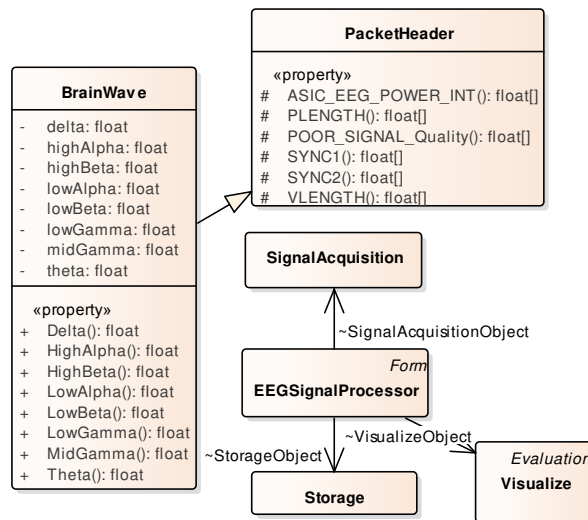 PacketHeader
«property»
# ASIC_EEG_POWER_INT(): float[]
# PLENGTH(): float[]
# POOR_SIGNAL_Quality(): float[]
# SYNC1(): float[]
# SYNC2(): float[]
# VLENGTH(): float[]
BrainWave
- delta: float
- highAlpha: float
- highBeta: float
- lowAlpha: float
- lowBeta: float
- lowGamma: float
- midGamma: float
- theta: float
«property»
+ Delta(): float
+ HighAlpha(): float
+ HighBeta(): float
+ LowAlpha(): float
+ LowBeta(): float
+ LowGamma(): float
+ MidGamma(): float
+ Theta(): float
SignalAcquisition
~SignalAcquisitionObject
Form
EEGSignalProcessor
~VisualizeObject
~StorageObject
Storage
Evaluation
Visualize